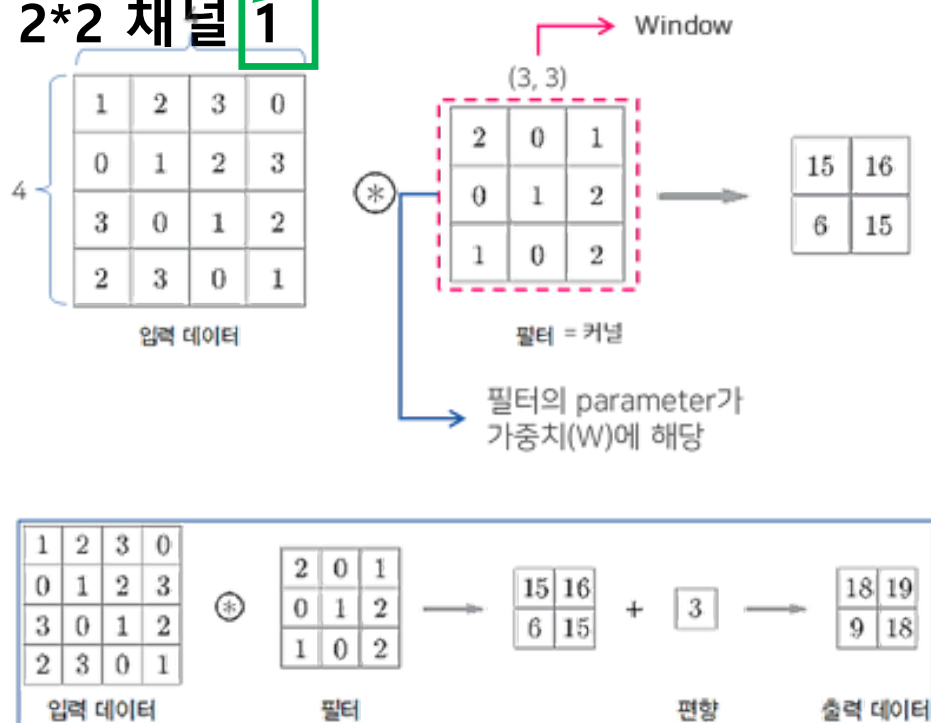 2*2 채널 1
Window
(3, 3)
1 2 3 0
0 1 2 3
3 0 1 2
2 3 0 1
4
*
2 0 1
0 1 2
1 0 2
15 16
6 15
입력 데이터
필터 = 커널
필터의 parameter가
가중치(W)에 해당
1 2 3 0
0 1 2 3
3 0 1 2
2 3 0 1
*
2 0 1
0 1 2
1 0 2
15 16
6 15
+
3
18 19
9 18
입력 데이터
필터
편향
출력 데이터